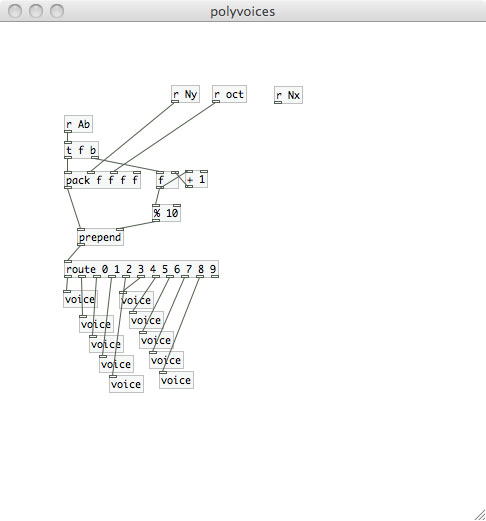 polyvoices
r Ny
r oct
r Nx
r Ab
t f b
pack f f f f
f
+ 1
% 10
prepend
route 0 1 2 3 4 5 6 7 8 9
voice
voice
voice
voice
voice
voice
voice
voice
voice
voice